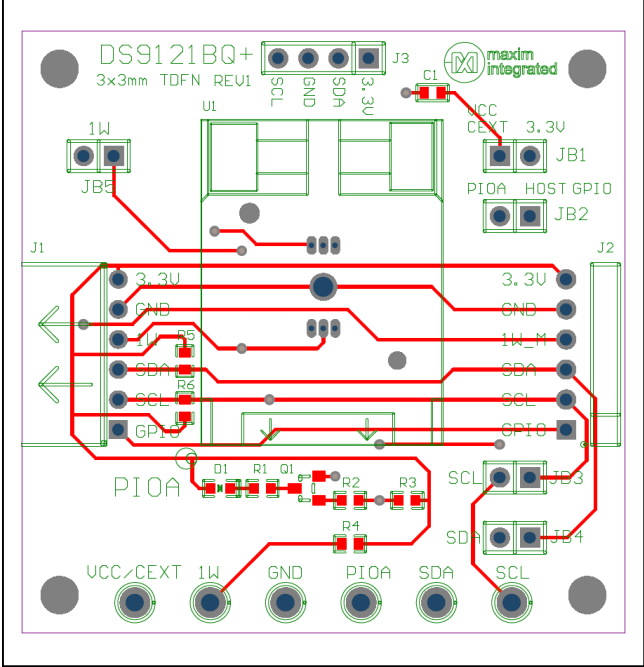 DS9121BQ+
3x3mm TDFN REV1
SCL
GND
SDA
3.3V
J3
maxim
integrated
C1
U1
VCC
CEXT 3.3V
1W
JB1
JB5
PIOA HOST GPIO
JB2
J1
J2
3.3V
3.3V
GND
GND
1W
1W_M
R5
SDA
SDA
R6
SCL
SCL
GPIO
GPIO
PIOA
D1
R1
Q1
SCL
JB3
R2
R3
R4
SDA
JB4
VCC/CEXT
1W
GND
PIOA
SDA
SCL